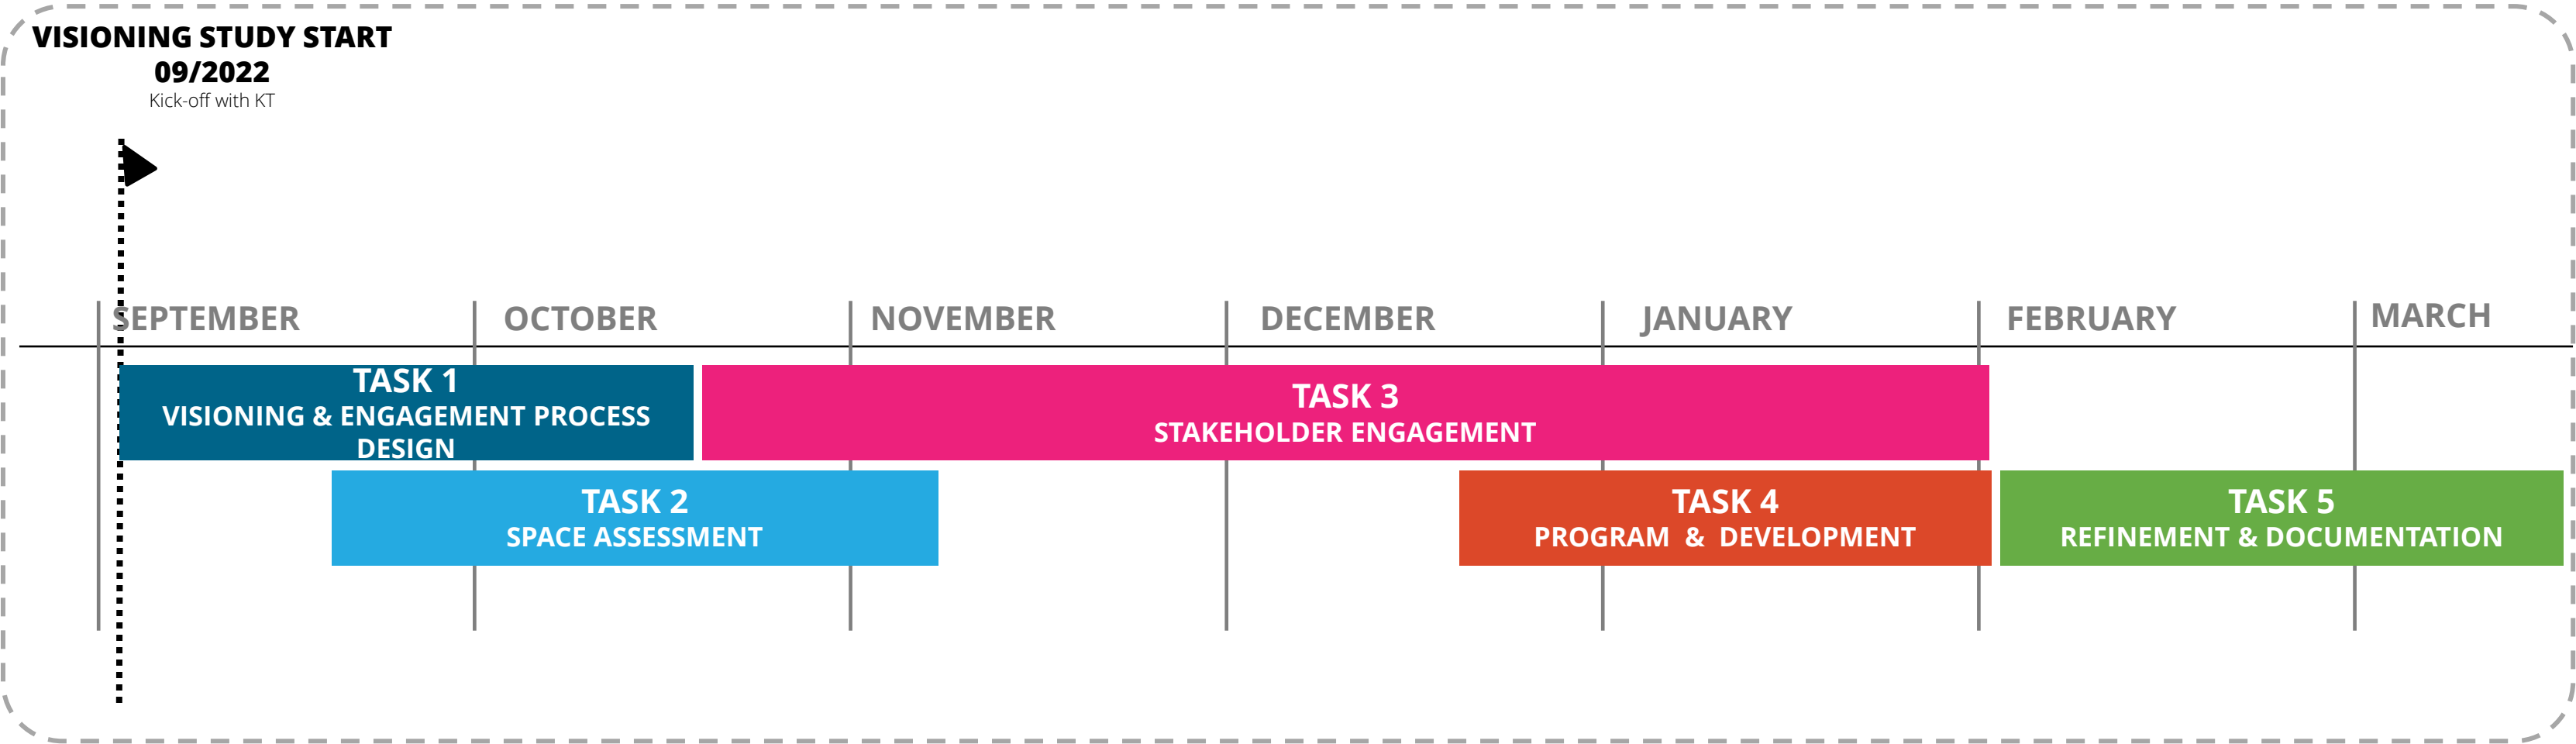 VISIONING STUDY START
09/2022
Kick-off with KT
SEPTEMBER
OCTOBER
NOVEMBER
DECEMBER
JANUARY
FEBRUARY
MARCH
TASK 1
VISIONING & ENGAGEMENT PROCESS
DESIGN
TASK 3
STAKEHOLDER ENGAGEMENT
TASK 2
SPACE ASSESSMENT
TASK 4
PROGRAM & DEVELOPMENT
TASK 5
REFINEMENT & DOCUMENTATION